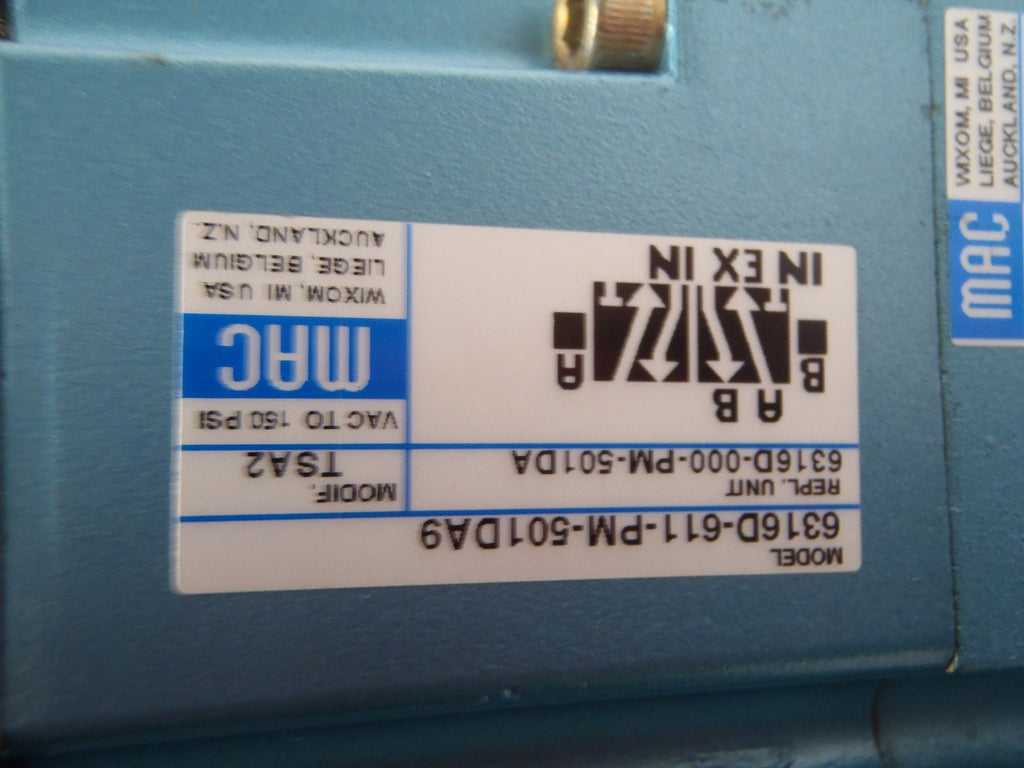 MODEL
6316D-611-PM-501DA9
REPL. UNIT
6316D-000-PM-501DA
MODIF.
TSA2
B A
B
A
IN EX IN
VAC TO 150 PSI
MAC
WIXOM, MI USA
LIEGE, BELGIUM
AUCKLAND, N.Z.
MAC
WIXOM, MI USA
LIEGE, BELGIUM
AUCKLAND, N.Z.